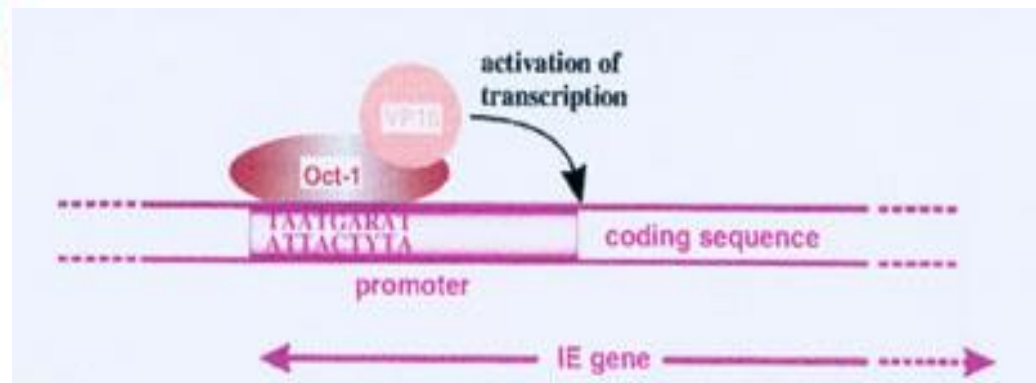 activation of
transcription
VP16
Oct-1
TAATGARAT
ATTACTYTA
coding sequence
promoter
IE gene